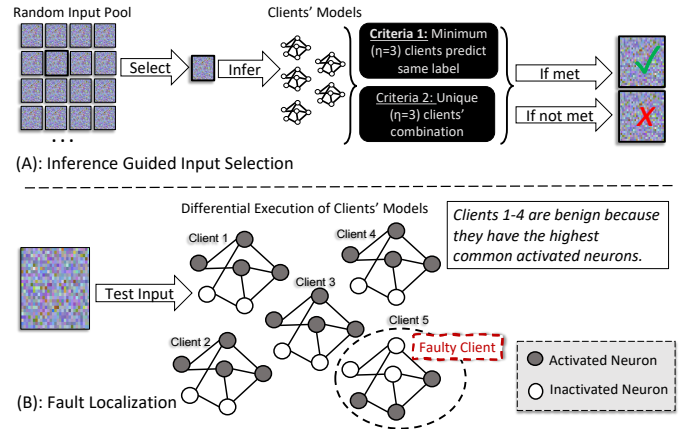 Random Input Pool
Clients' Models
Select
Infer
Criteria 1: Minimum
(η=3) clients predict
same label
Criteria 2: Unique
(η=3) clients'
combination
If met
If not met
X
...
(A): Inference Guided Input Selection
Differential Execution of Clients' Models
Clients 1-4 are benign because
they have the highest
common activated neurons.
Client 1
Client 4
Test Input
Client 3
Client 5
Client 2
Faulty Client
Activated Neuron
Inactivated Neuron
(B): Fault Localization